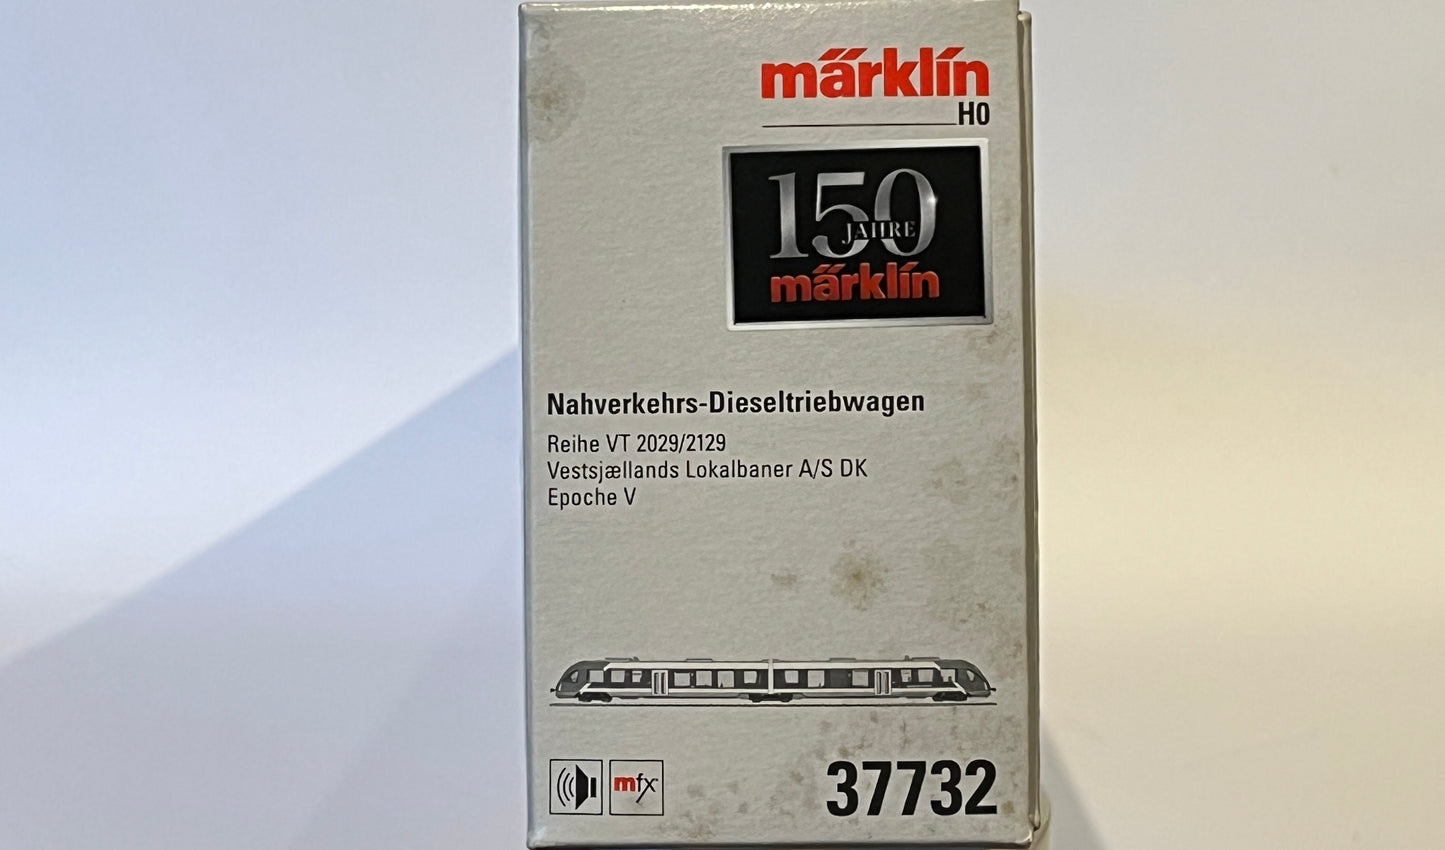 märklin
H0
150
JAHRE
märklin
Nahverkehrs-Dieseltriebwagen
Reihe VT 2029/2129
Vestsjællands Lokalbaner A/S DK
Epoche V
mfx
37732